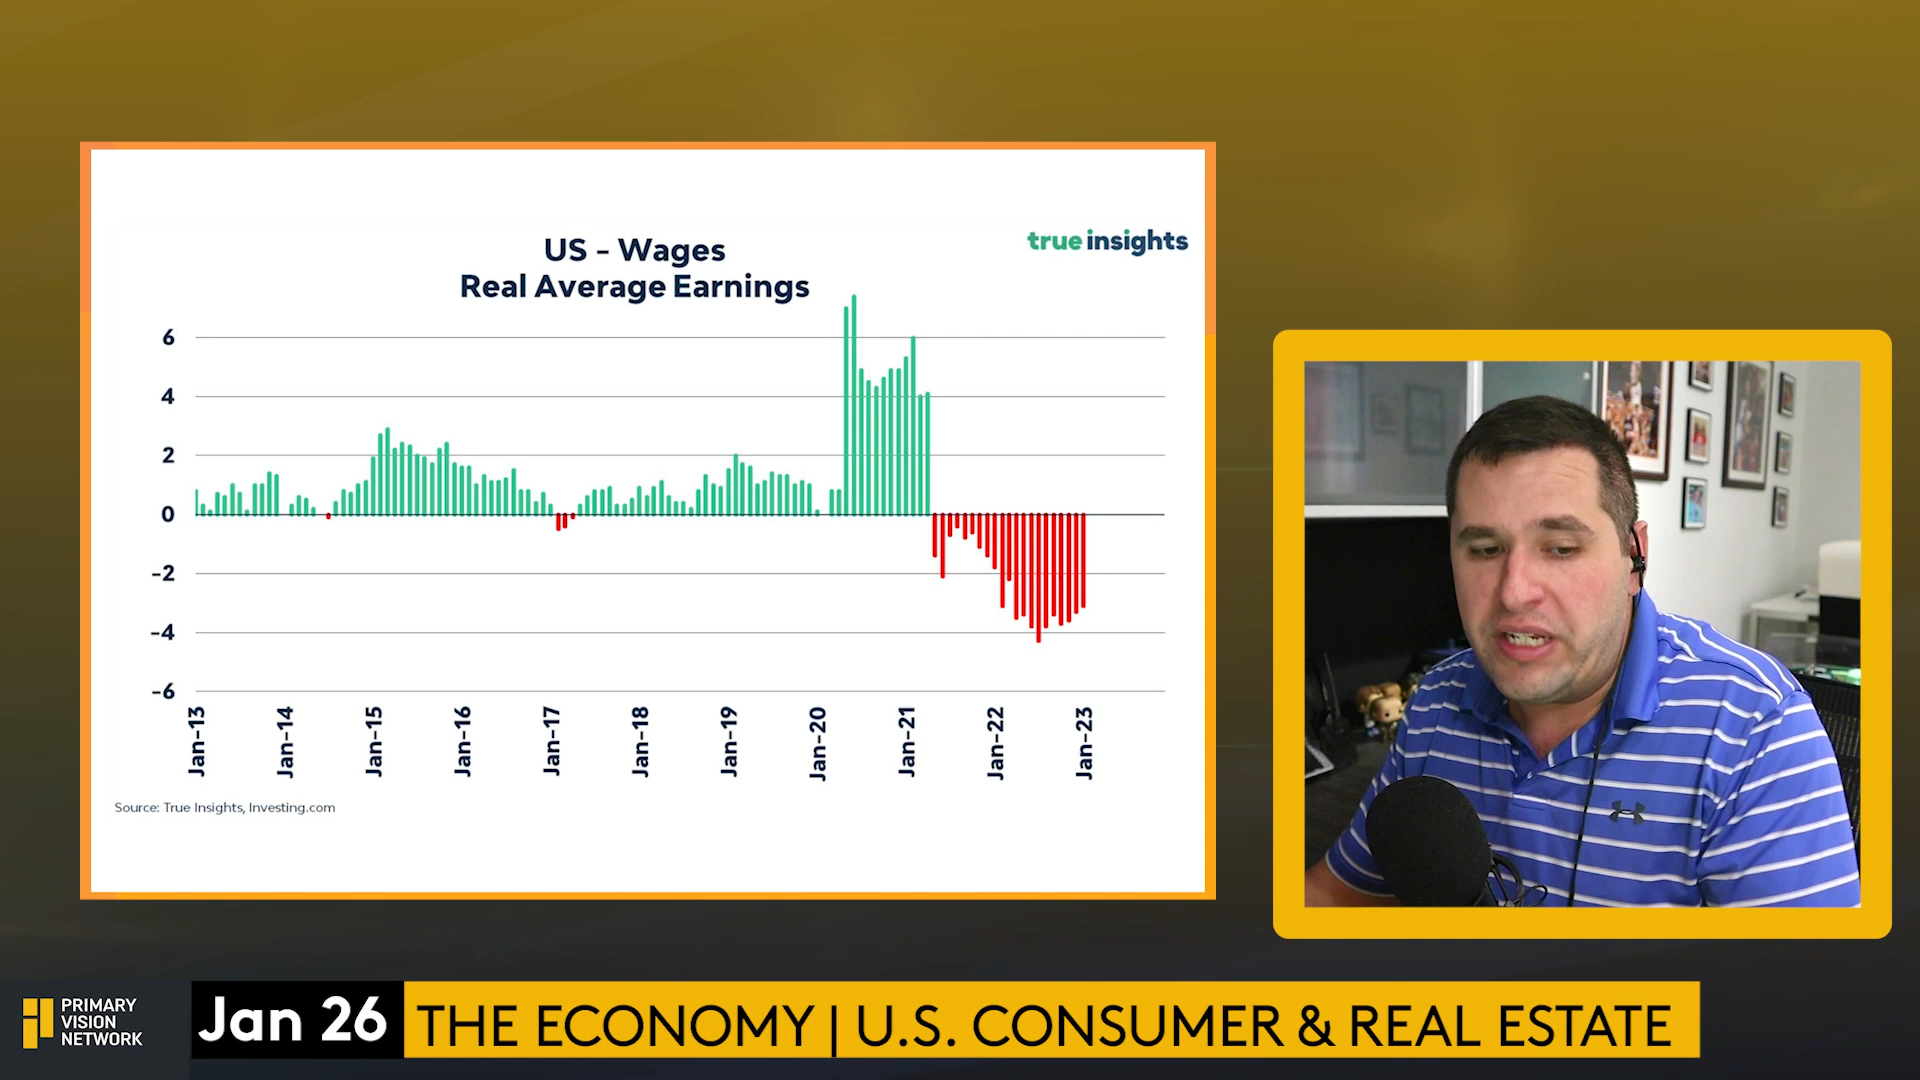 US - Wages
Real Average Earnings
true insights
6
4
2
0
-2
-4
-6
Jan-13
Jan-14
Jan-15
Jan-16
Jan-17
Jan-18
Jan-19
Jan-20
Jan-21
Jan-22
Jan-23
Source: True Insights, Investing.com
PRIMARY
VISION
NETWORK
Jan 26
THE ECONOMY | U.S. CONSUMER & REAL ESTATE